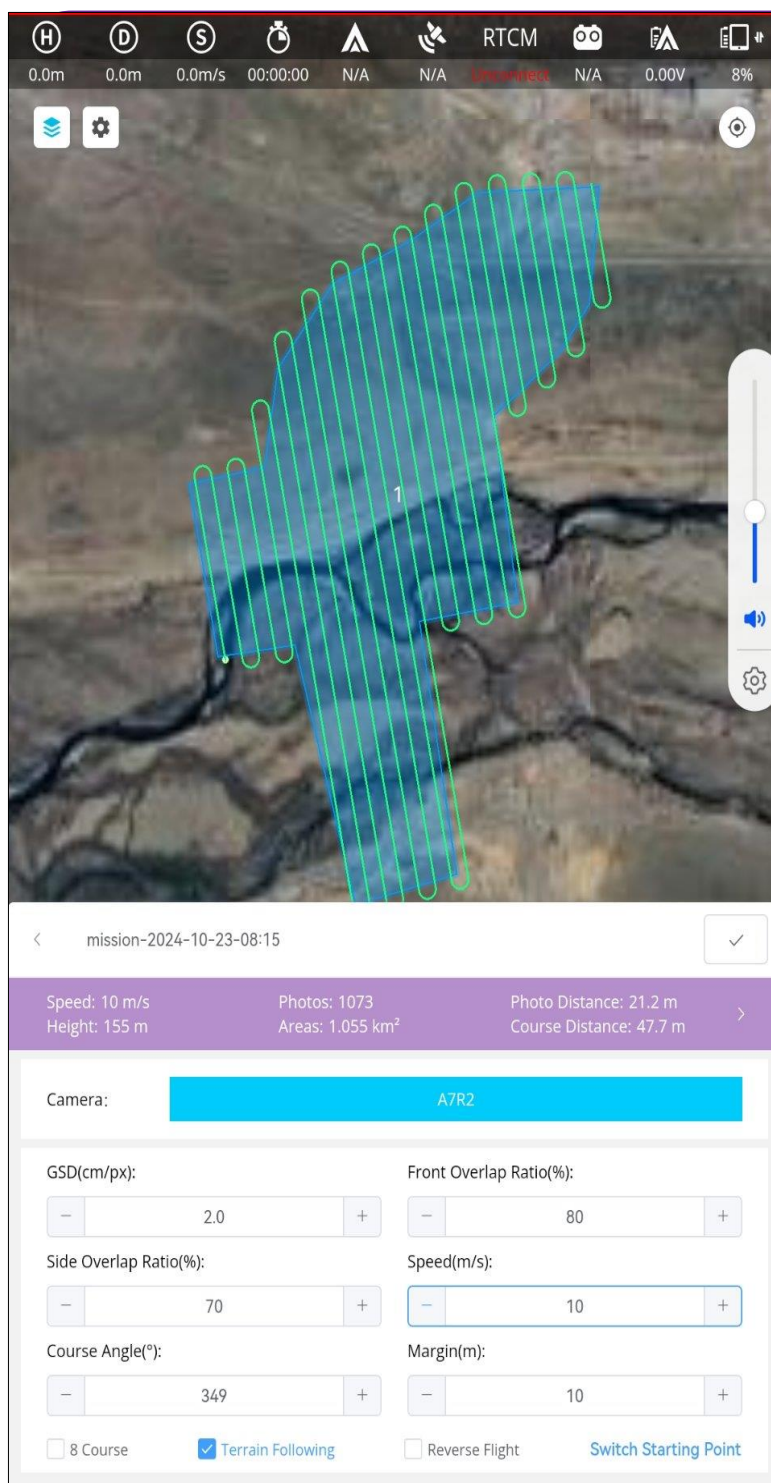 H D S RTCM
0.0m 0.0m 0.0m/s 00:00:00 N/A N/A Unconnect N/A 0.00V 8%
1
mission-2024-10-23-08:15
Speed: 10 m/s Photos: 1073 Photo Distance: 21.2 m
Height: 155 m Areas: 1.055 km² Course Distance: 47.7 m
Camera: A7R2
GSD(cm/px): Front Overlap Ratio(%):
− 2.0 + − 80 +
Side Overlap Ratio(%): Speed(m/s):
− 70 + − 10 +
Course Angle(°): Margin(m):
− 349 + − 10 +
8 Course Terrain Following Reverse Flight Switch Starting Point